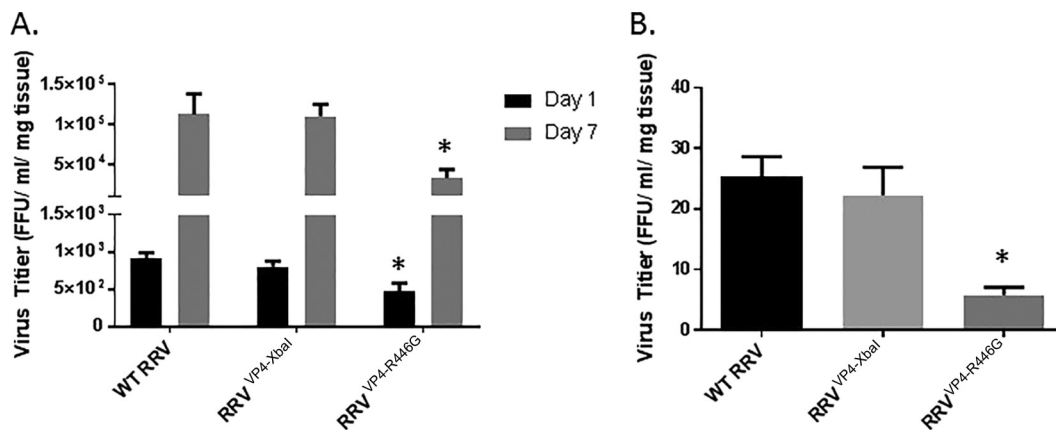 A.
Virus Titier (FFU/ ml/ mg tissue)
1.5×10⁵
1×10⁵
5×10⁴
1.5×10³
1×10³
5×10²
0
*
*
WT RRV
RRV VP4-XbaI
RRV VP4-R446G
Day 1
Day 7
B.
Virus Titier (FFU/ ml/ mg tissue)
40
30
20
10
0
*
WT RRV
RRV VP4-XbaI
RRV VP4-R446G